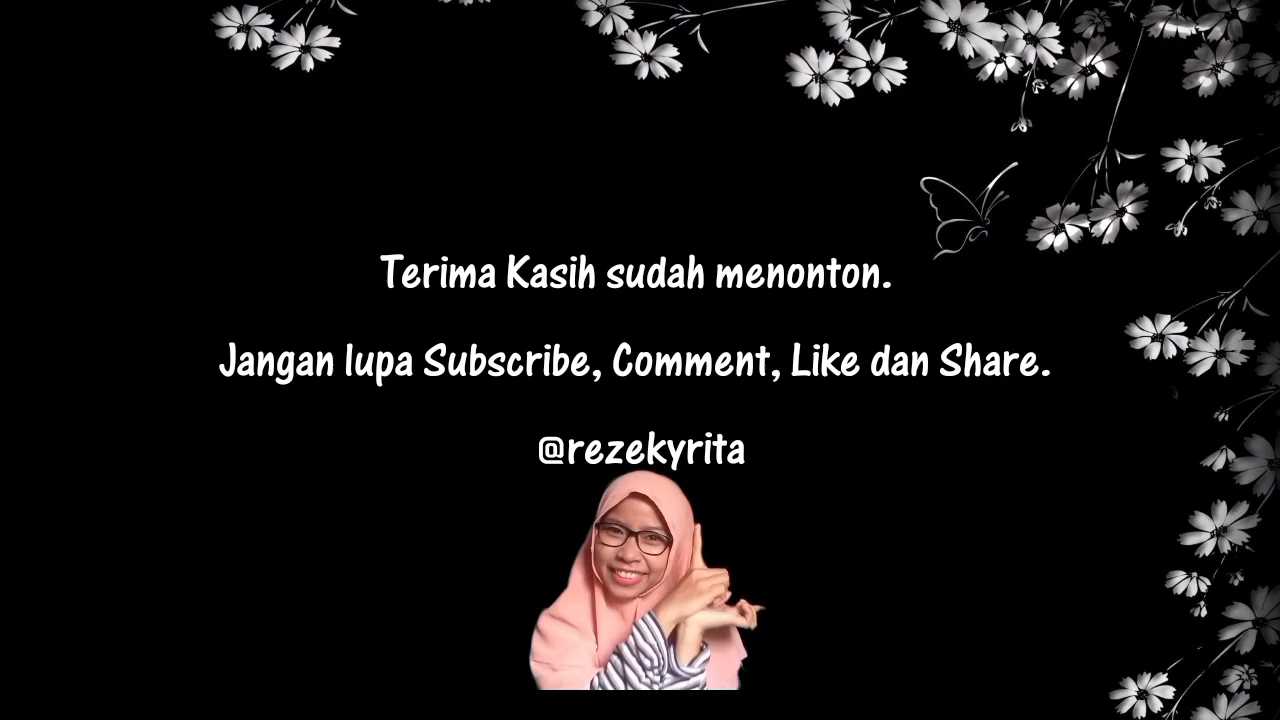 Terima Kasih sudah menonton.
Jangan lupa Subscribe, Comment, Like dan Share.
@rezekyrita